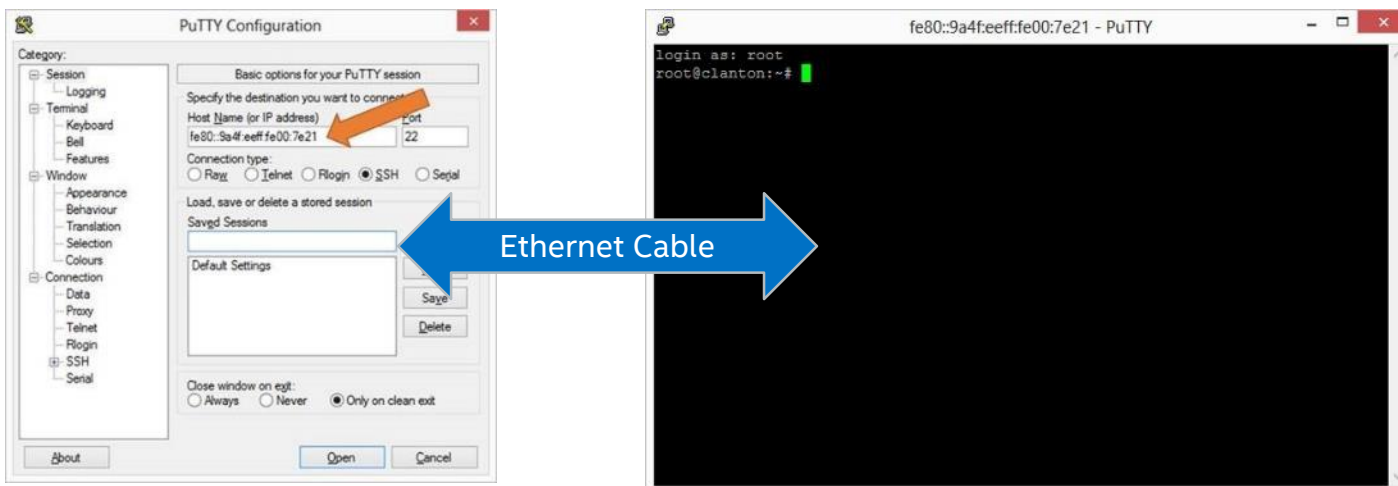 PuTTY Configuration
Category:
Session
Logging
Terminal
Keyboard
Bell
Features
Window
Appearance
Behaviour
Translation
Selection
Colours
Connection
Data
Proxy
Telnet
Rlogin
SSH
Serial
Basic options for your PuTTY session
Specify the destination you want to
Host Name (or IP address)
fe80::9a4f:eeff:fe00:7e21 22
Connection type:
Raw Telnet Rlogin SSH Serial
Load, save or delete a stored session
Saved Sessions
Default Settings
Save
Delete
Close window on exit:
Always Never Only on clean exit
About Open Cancel
Ethernet Cable
fe80::9a4f:eeff:fe00:7e21 - PuTTY
login as: root
root@clanton:~#